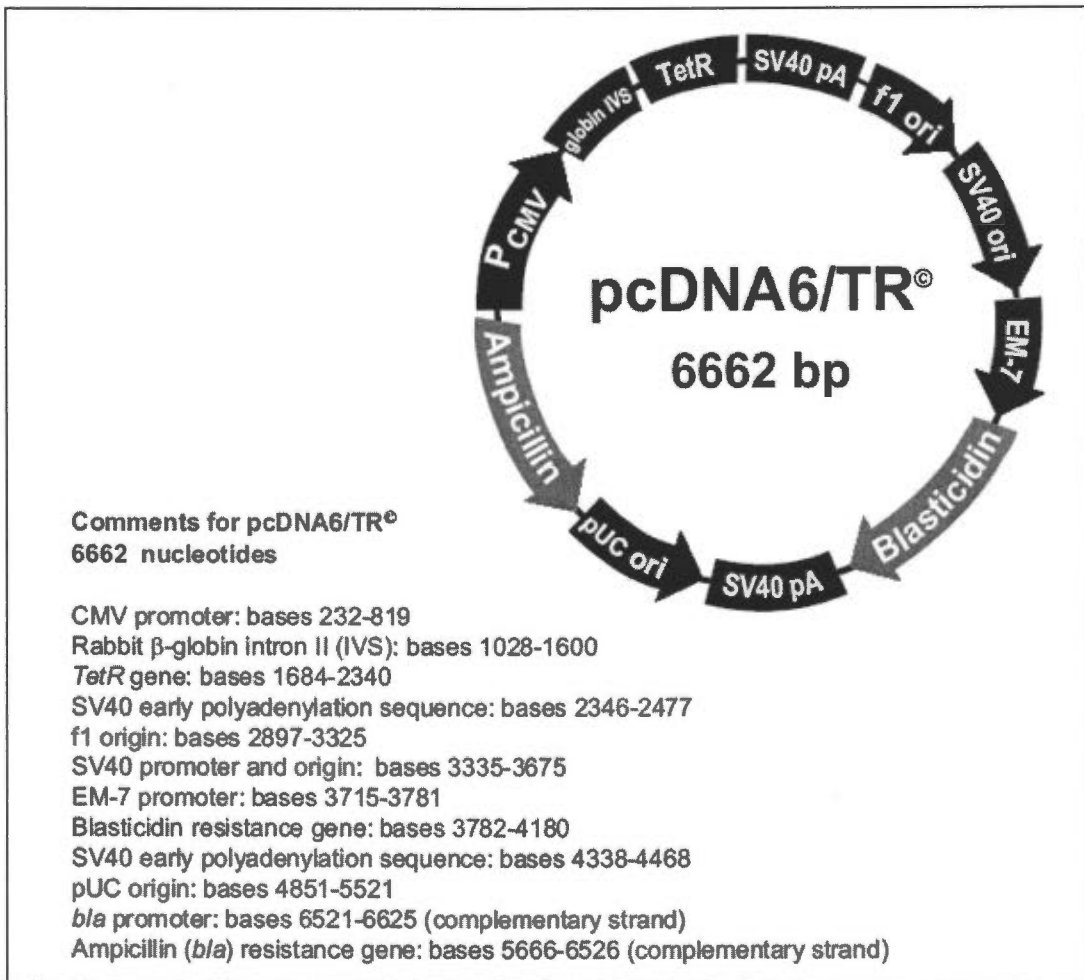 TetR
SV40 pA
f1 ori
SV40 ori
EM-7
Blasticidin
SV40 pA
pUC ori
Ampicillin
PCMV
globin IVS
pcDNA6/TR©
6662 bp
Comments for pcDNA6/TR©
6662 nucleotides
CMV promoter: bases 232-819
Rabbit β-globin intron II (IVS): bases 1028-1600
TetR gene: bases 1684-2340
SV40 early polyadenylation sequence: bases 2346-2477
f1 origin: bases 2897-3325
SV40 promoter and origin: bases 3335-3675
EM-7 promoter: bases 3715-3781
Blasticidin resistance gene: bases 3782-4180
SV40 early polyadenylation sequence: bases 4338-4468
pUC origin: bases 4851-5521
bla promoter: bases 6521-6625 (complementary strand)
Ampicillin (bla) resistance gene: bases 5666-6526 (complementary strand)